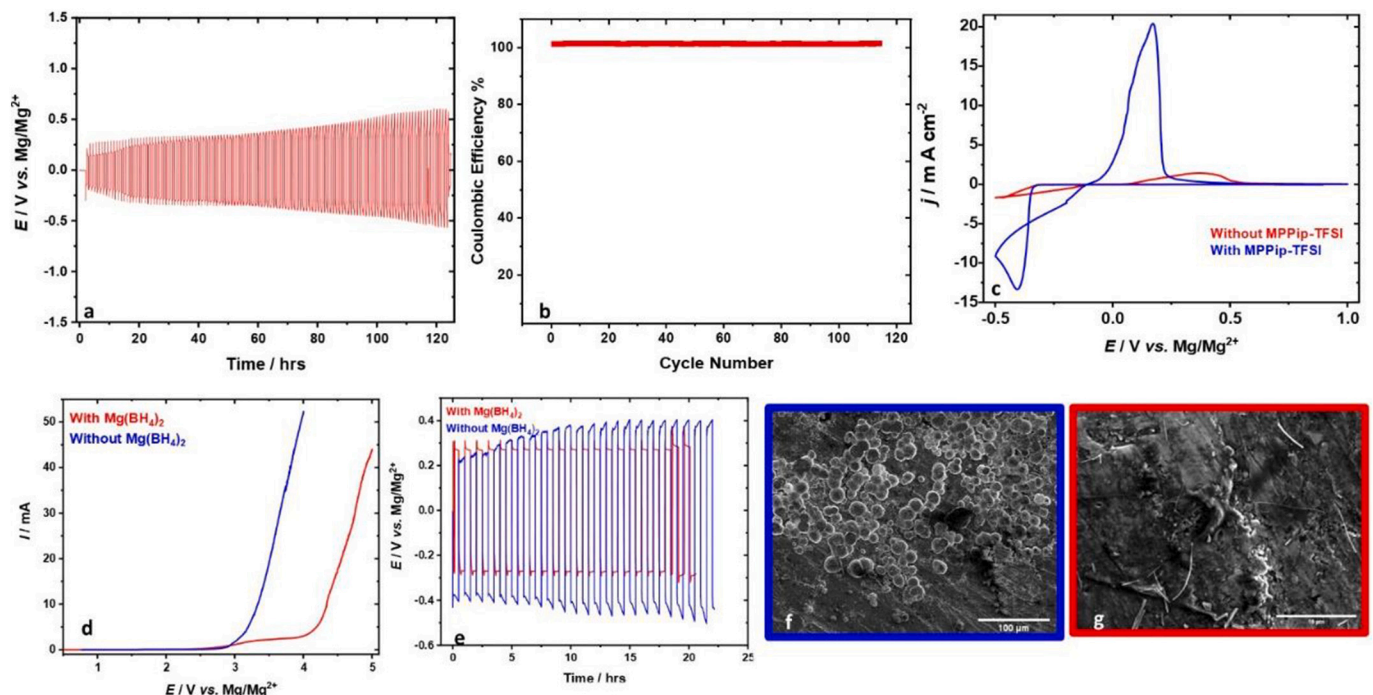 1.5
1.0
0.5
0.0
-0.5
-1.0
-1.5
E / V vs. Mg/Mg²⁺
a
0 20 40 60 80 100 120
Time / hrs
100
80
60
40
20
Coulombic Efficiency %
b
0 20 40 60 80 100 120
Cycle Number
20
15
10
5
0
-5
-10
-15
j / m A cm⁻²
Without MPPip-TFSI
With MPPip-TFSI
c
-0.5 0.0 0.5 1.0
E / V vs. Mg/Mg²⁺
With Mg(BH₄)₂
Without Mg(BH₄)₂
50
40
30
20
10
0
I / mA
d
1 2 3 4 5
E / V vs. Mg/Mg²⁺
With Mg(BH₄)₂
Without Mg(BH₄)₂
0.4
0.2
0.0
-0.2
-0.4
-0.6
E / V vs. Mg/Mg²⁺
e
0 5 10 15 20 25
Time / hrs
f
100 µm
g